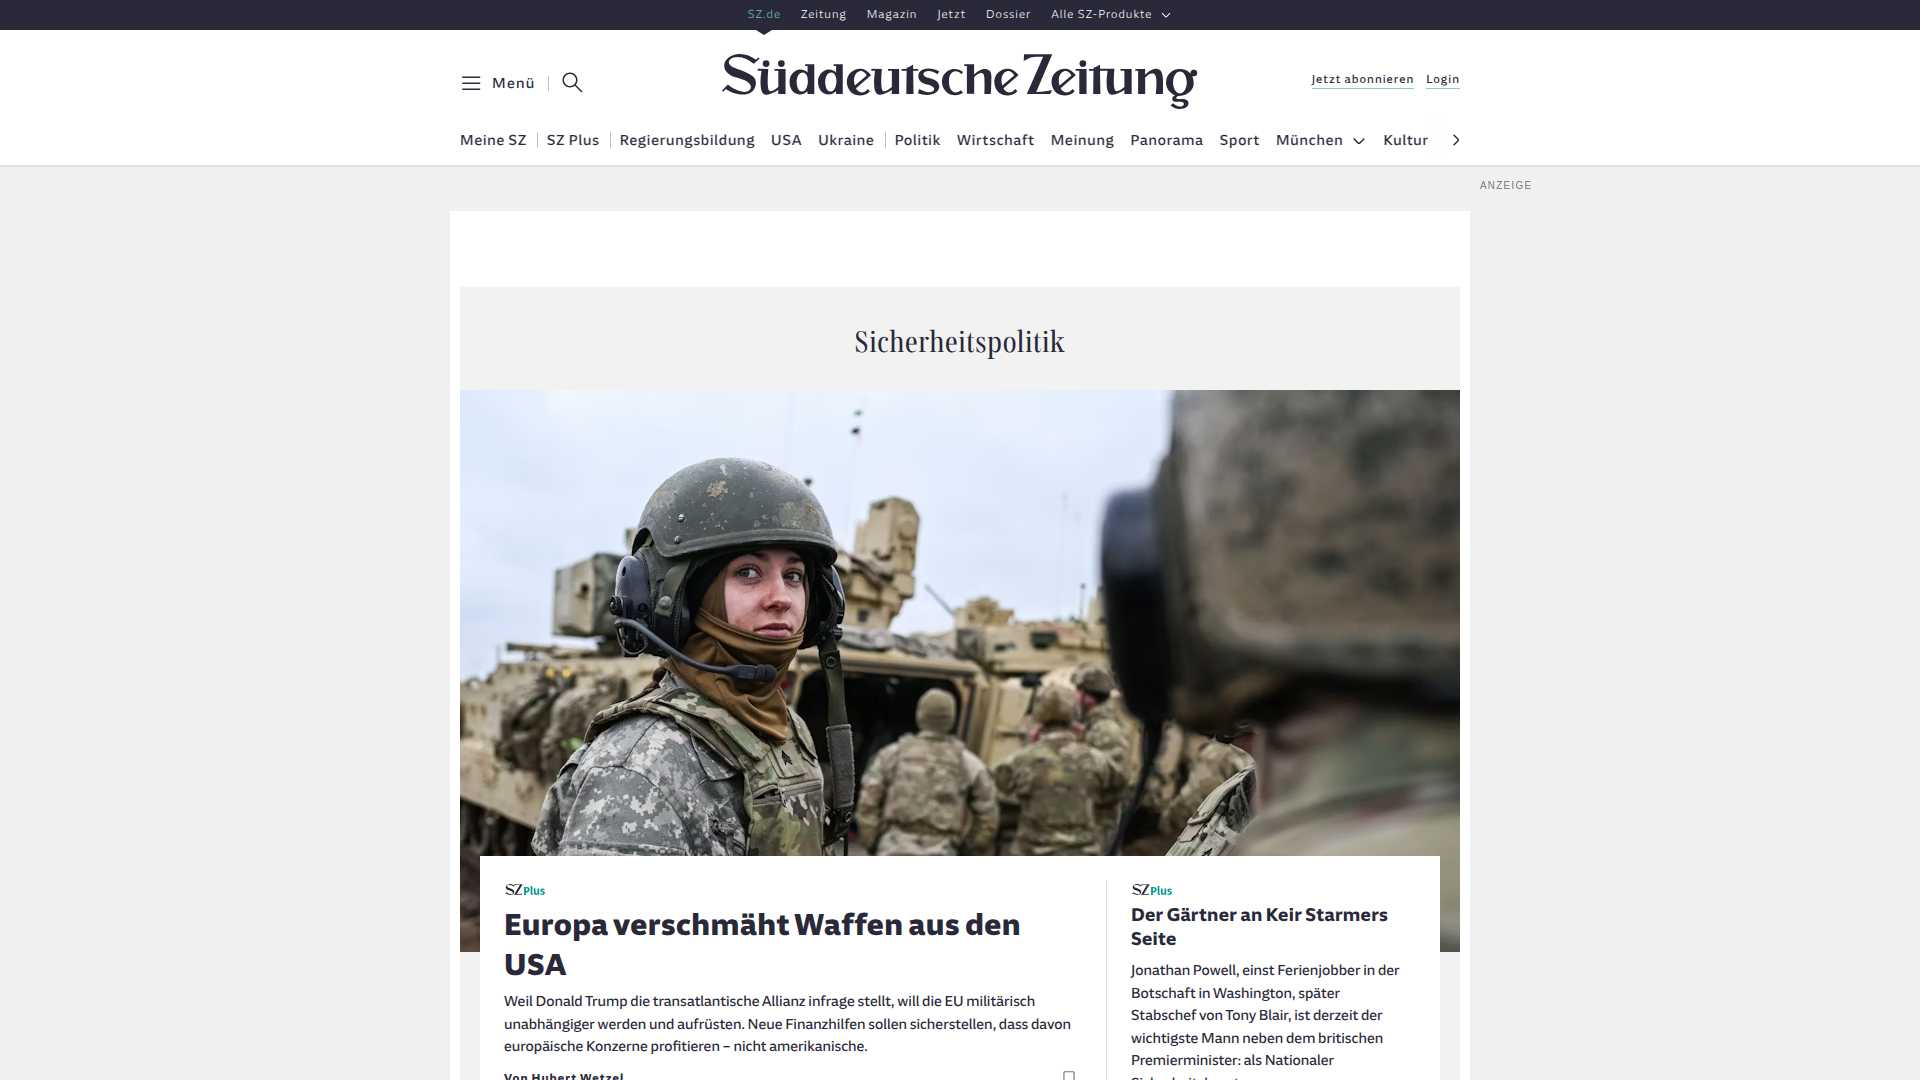 SZ.de Zeitung Magazin Jetzt Dossier Alle SZ-Produkte
Menü
Süddeutsche Zeitung
Jetzt abonnieren Login
Meine SZ SZ Plus Regierungsbildung USA Ukraine Politik Wirtschaft Meinung Panorama Sport München Kultur
ANZEIGE
Sicherheitspolitik
SZ Plus
Europa verschmäht Waffen aus den
USA
Weil Donald Trump die transatlantische Allianz infrage stellt, will die EU militärisch
unabhängiger werden und aufrüsten. Neue Finanzhilfen sollen sicherstellen, dass davon
europäische Konzerne profitieren – nicht amerikanische.
Von Hubert Wetzel
SZ Plus
Der Gärtner an Keir Starmers
Seite
Jonathan Powell, einst Ferienjobber in der
Botschaft in Washington, später
Stabschef von Tony Blair, ist derzeit der
wichtigste Mann neben dem britischen
Premierminister: als Nationaler